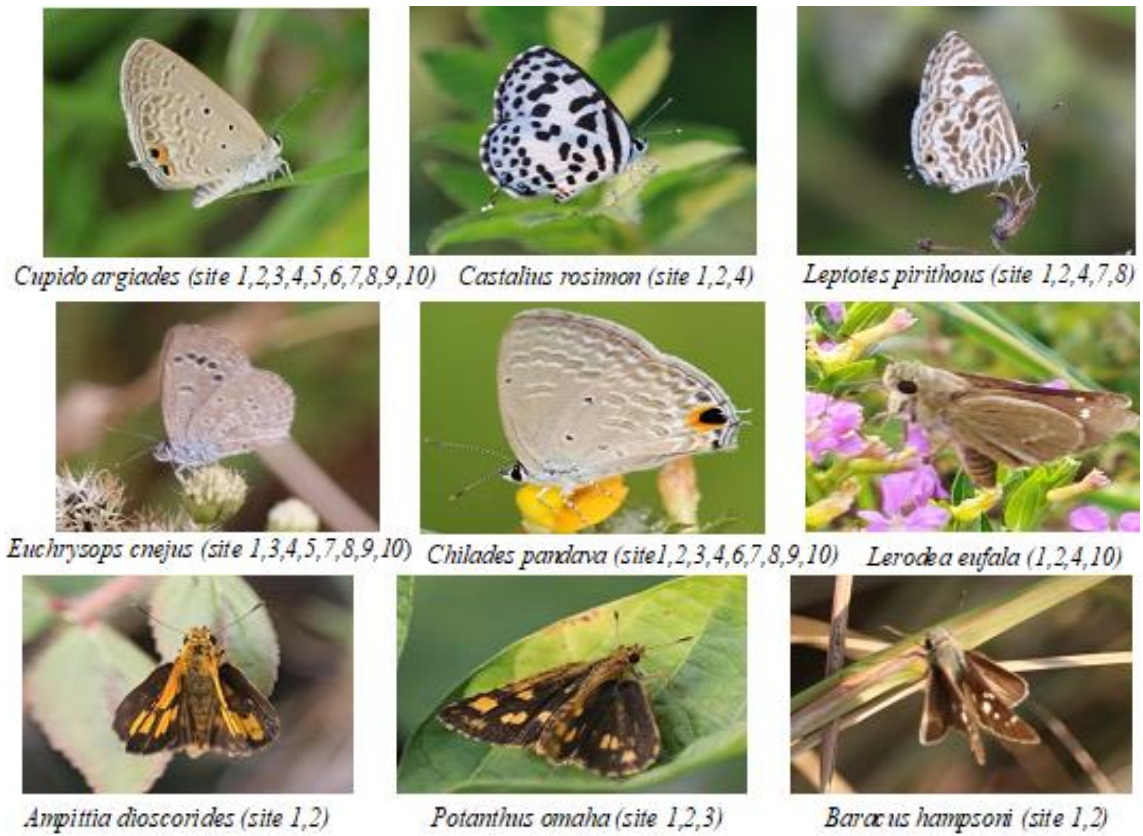 Cupido argiades (site 1,2,3,4,5,6,7,8,9,10) Castalius rosimon (site 1,2,4) Leptotes pirithous (site 1,2,4,7,8)
Euchrysops cnejus (site 1,3,4,5,7,8,9,10) Chilades pandava (site1,2,3,4,6,7,8,9,10) Lerodea eufala (1,2,4,10)
Ampittia dioscorides (site 1,2) Potanthus omaha (site 1,2,3) Baracus hampsoni (site 1,2)